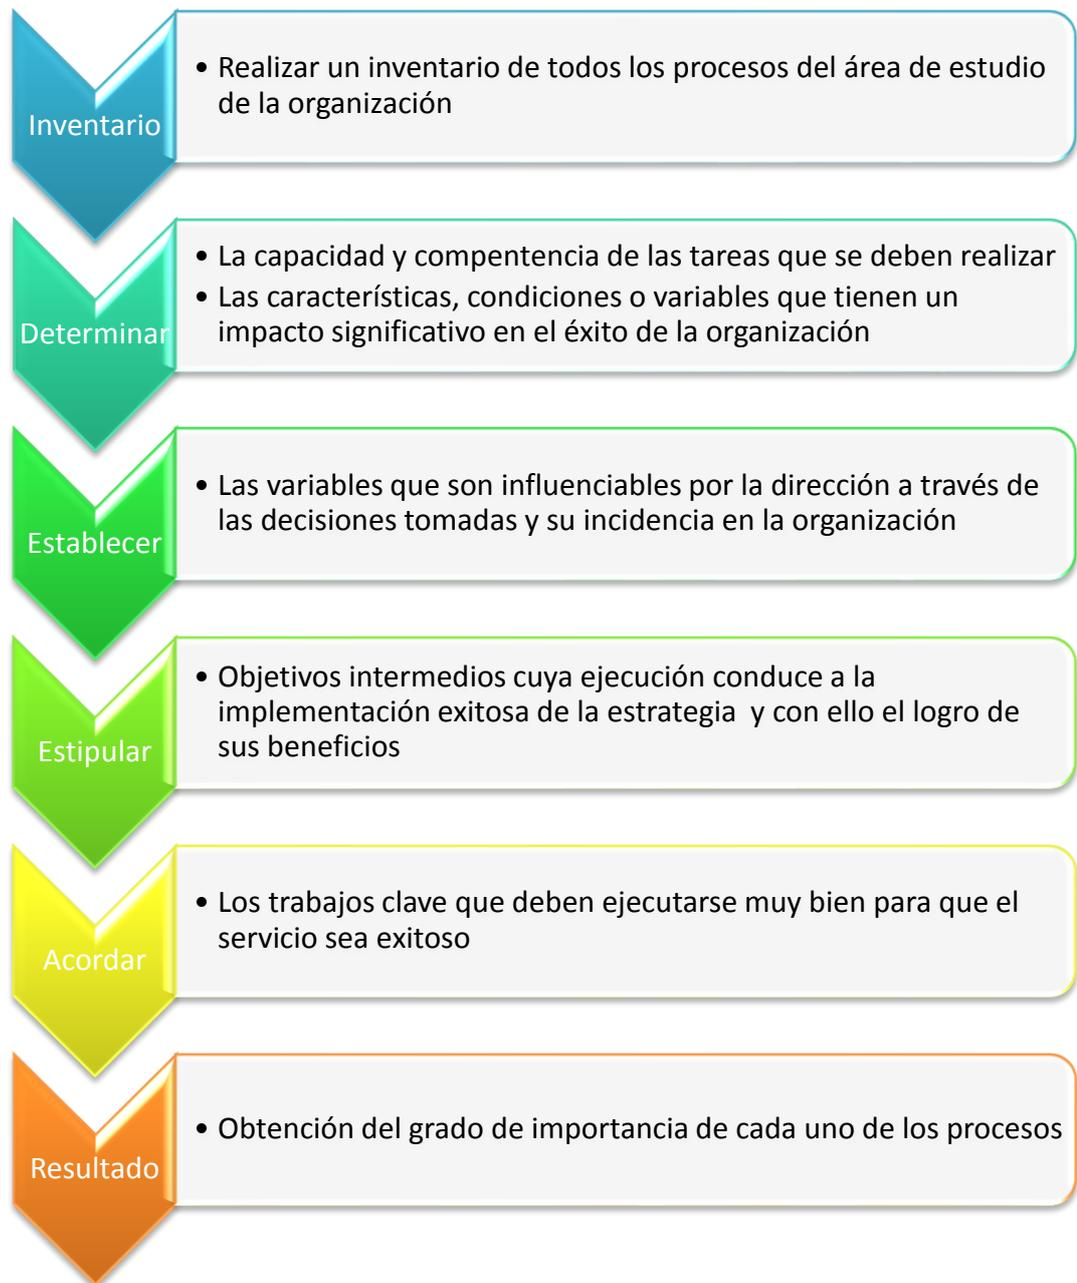 Inventario
• Realizar un inventario de todos los procesos del área de estudio
de la organización
Determinar
• La capacidad y compentencia de las tareas que se deben realizar
• Las características, condiciones o variables que tienen un
impacto significativo en el éxito de la organización
Establecer
• Las variables que son influenciables por la dirección a través de
las decisiones tomadas y su incidencia en la organización
Estipular
• Objetivos intermedios cuya ejecución conduce a la
implementación exitosa de la estrategia  y con ello el logro de
sus beneficios
Acordar
• Los trabajos clave que deben ejecutarse muy bien para que el
servicio sea exitoso
Resultado
• Obtención del grado de importancia de cada uno de los procesos